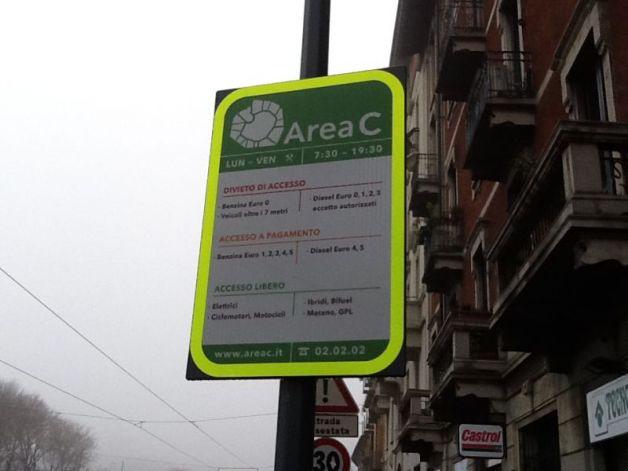 Area C
LUN - VEN 7:30 - 19:30
DIVIETO DI ACCESSO
- Benzina Euro 0
- Veicoli oltre i 7 metri
- Diesel Euro 0, 1, 2, 3
eccetto autorizzati
ACCESSO A PAGAMENTO
- Benzina Euro 1, 2, 3, 4, 5
- Diesel Euro 4, 5
ACCESSO LIBERO
- Elettrici
- Ciclomotori, Motocicli
- Ibridi, Bifuel
- Metano, GPL
www.areac.it 02.02.02
30
Castrol